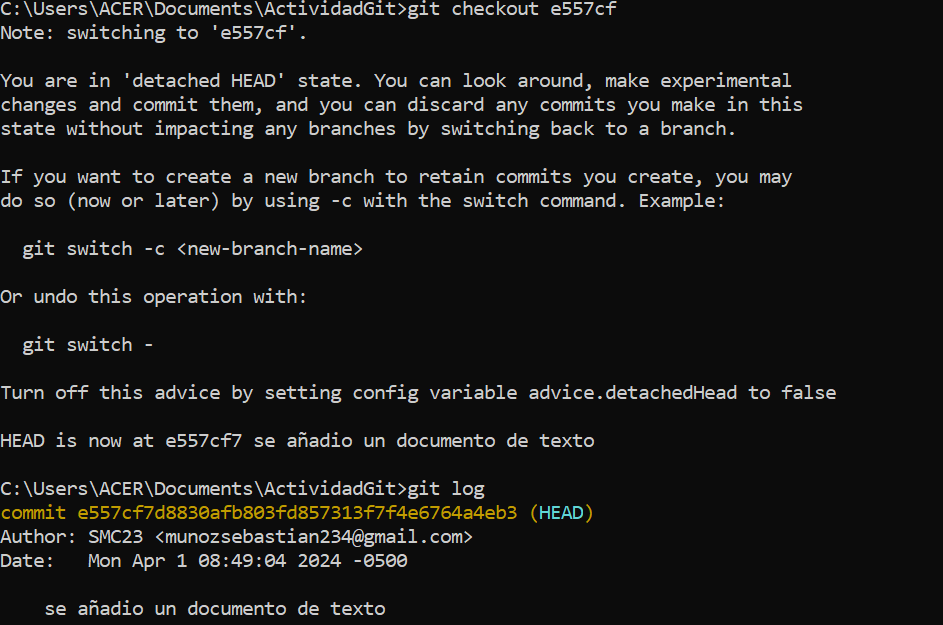 C:\Users\ACER\Documents\ActividadGit>git checkout e557cf
Note: switching to 'e557cf'.
You are in 'detached HEAD' state. You can look around, make experimental
changes and commit them, and you can discard any commits you make in this
state without impacting any branches by switching back to a branch.
If you want to create a new branch to retain commits you create, you may
do so (now or later) by using -c with the switch command. Example:
git switch -c <new-branch-name>
Or undo this operation with:
git switch -
Turn off this advice by setting config variable advice.detachedHead to false
HEAD is now at e557cf7 se añadio un documento de texto
C:\Users\ACER\Documents\ActividadGit>git log
commit e557cf7d8830afb803fd857313f7f4e6764a4eb3 (HEAD)
Author: SMC23 <munozsebastian234@gmail.com>
Date:   Mon Apr 1 08:49:04 2024 -0500
se añadio un documento de texto